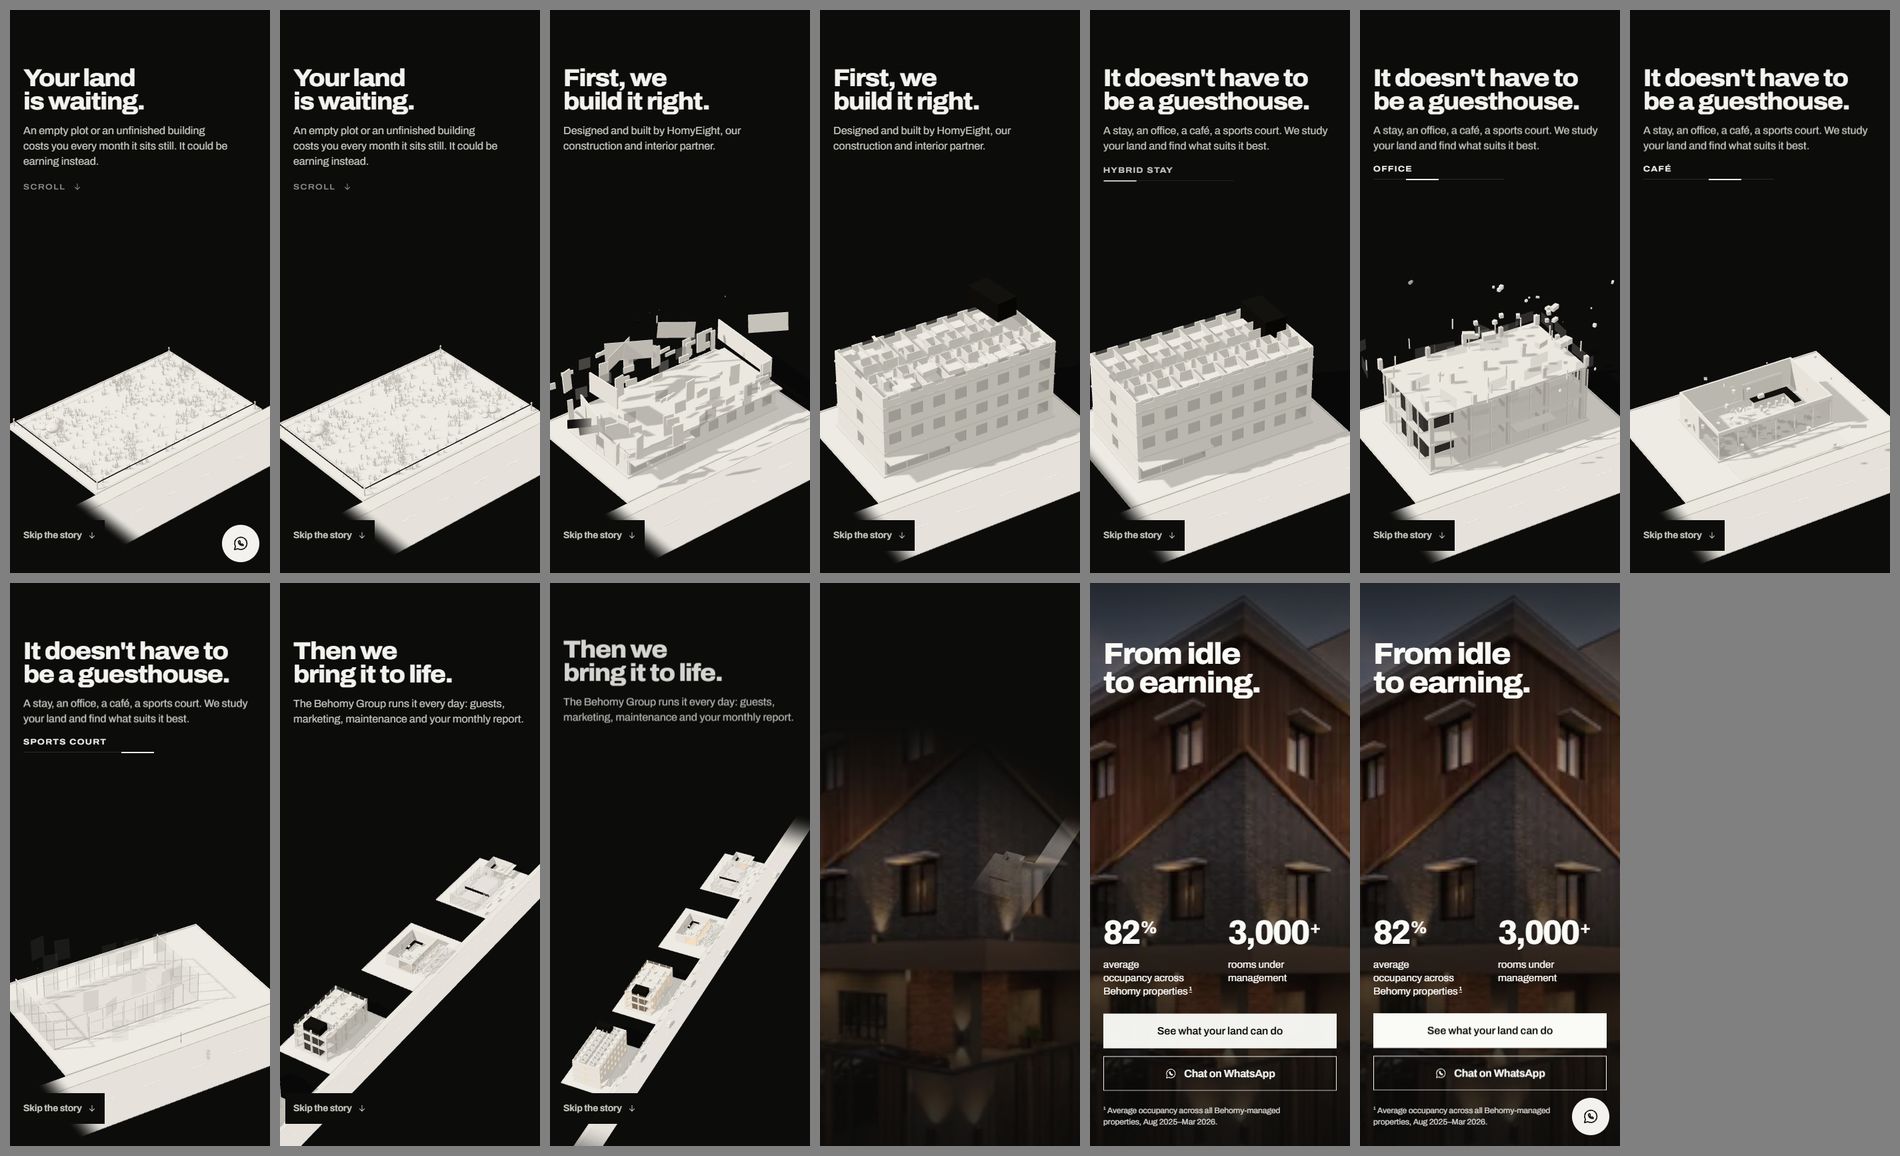 Your land
is waiting.
An empty plot or an unfinished building
costs you every month it sits still. It could be
earning instead.
SCROLL ↓
Skip the story ↓
Your land
is waiting.
An empty plot or an unfinished building
costs you every month it sits still. It could be
earning instead.
SCROLL ↓
Skip the story ↓
First, we
build it right.
Designed and built by HomyEight, our
construction and interior partner.
Skip the story ↓
First, we
build it right.
Designed and built by HomyEight, our
construction and interior partner.
Skip the story ↓
It doesn't have to
be a guesthouse.
A stay, an office, a café, a sports court. We study
your land and find what suits it best.
HYBRID STAY
Skip the story ↓
It doesn't have to
be a guesthouse.
A stay, an office, a café, a sports court. We study
your land and find what suits it best.
OFFICE
Skip the story ↓
It doesn't have to
be a guesthouse.
A stay, an office, a café, a sports court. We study
your land and find what suits it best.
CAFÉ
Skip the story ↓
It doesn't have to
be a guesthouse.
A stay, an office, a café, a sports court. We study
your land and find what suits it best.
SPORTS COURT
Skip the story ↓
Then we
bring it to life.
The Behomy Group runs it every day: guests,
marketing, maintenance and your monthly report.
Skip the story ↓
Then we
bring it to life.
The Behomy Group runs it every day: guests,
marketing, maintenance and your monthly report.
Skip the story ↓
From idle
to earning.
82% 3,000+
average
occupancy across
Behomy properties¹
rooms under
management
See what your land can do
Chat on WhatsApp
¹ Average occupancy across all Behomy-managed
properties, Aug 2025–Mar 2026.
From idle
to earning.
82% 3,000+
average
occupancy across
Behomy properties¹
rooms under
management
See what your land can do
Chat on WhatsApp
¹ Average occupancy across all Behomy-managed
properties, Aug 2025–Mar 2026.